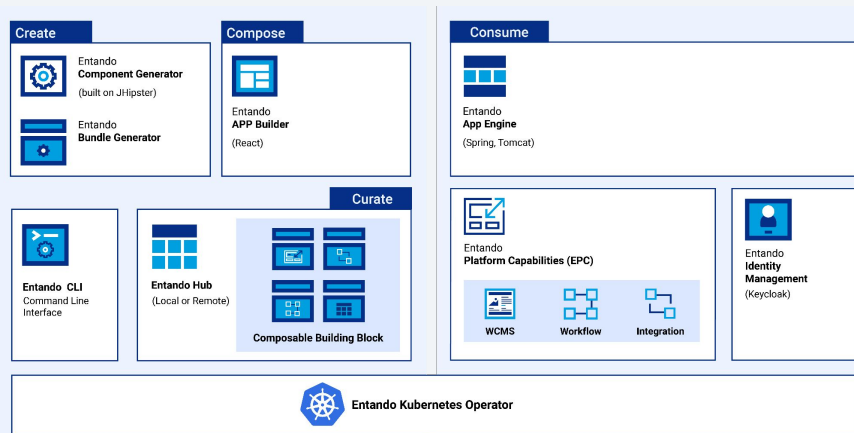 Create
Entando
Component Generator
(built on JHipster)
Entando
Bundle Generator
Compose
Entando
APP Builder
(React)
Consume
Entando
App Engine
(Spring, Tomcat)
Entando CLI
Command Line
Interface
Curate
Entando Hub
(Local or Remote)
Composable Building Block
Entando
Platform Capabilities (EPC)
WCMS
Workflow
Integration
Entando
Identity
Management
(Keycloak)
Entando Kubernetes Operator